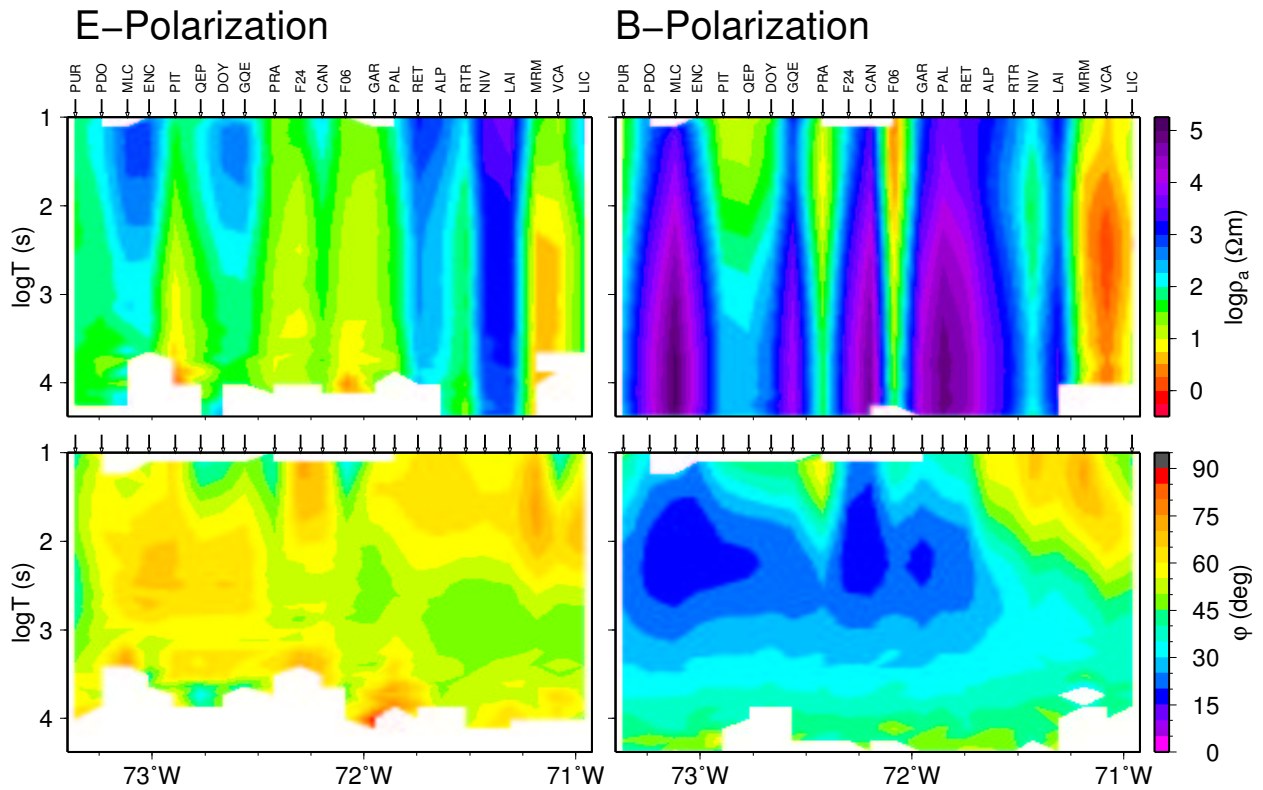 E−Polarization B−Polarization
PUR PDO MLC ENC PIT QEP DOY GQE PRA F24 CAN F06 GAR PAL RET ALP RTR NIV LAI MRM VCA LIC
PUR PDO MLC ENC PIT QEP DOY GQE PRA F24 CAN F06 GAR PAL RET ALP RTR NIV LAI MRM VCA LIC
logT (s)
1
2
3
4
5
4
3
2
1
0
logρa (Ωm)
logT (s)
1
2
3
4
90
75
60
45
30
15
0
φ (deg)
73˚W 72˚W 71˚W
73˚W 72˚W 71˚W